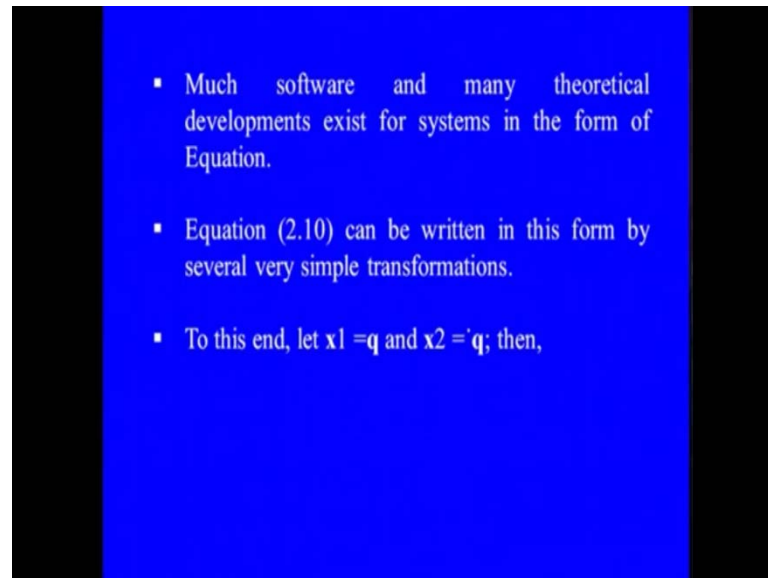 ▪ Much software and many theoretical
developments exist for systems in the form of
Equation.
▪ Equation (2.10) can be written in this form by
several very simple transformations.
▪ To this end, let x1 =q and x2 =˙q; then,